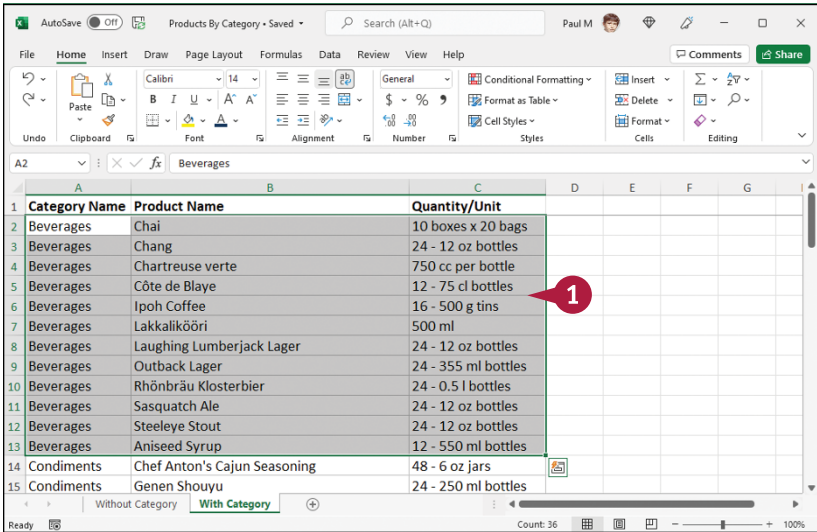 AutoSave Off Products By Category • Saved Search (Alt+Q) Paul M
File Home Insert Draw Page Layout Formulas Data Review View Help Comments Share
Calibri 14 General Conditional Formatting Insert
Paste B I U A A $ % 9 Format as Table Delete
A Cell Styles Format
Undo Clipboard Font Alignment Number Styles Cells Editing
A2 fx Beverages
A B C D E F G
1 Category Name Product Name Quantity/Unit
2 Beverages Chai 10 boxes x 20 bags
3 Beverages Chang 24 - 12 oz bottles
4 Beverages Chartreuse verte 750 cc per bottle
5 Beverages Côte de Blaye 12 - 75 cl bottles
1
6 Beverages Ipoh Coffee 16 - 500 g tins
7 Beverages Lakkalikööri 500 ml
8 Beverages Laughing Lumberjack Lager 24 - 12 oz bottles
9 Beverages Outback Lager 24 - 355 ml bottles
10 Beverages Rhönbräu Klosterbier 24 - 0.5 l bottles
11 Beverages Sasquatch Ale 24 - 12 oz bottles
12 Beverages Steeleye Stout 24 - 12 oz bottles
13 Beverages Aniseed Syrup 12 - 550 ml bottles
14 Condiments Chef Anton's Cajun Seasoning 48 - 6 oz jars
15 Condiments Genen Shouyu 24 - 250 ml bottles
Without Category With Category
Ready Count: 36 100%